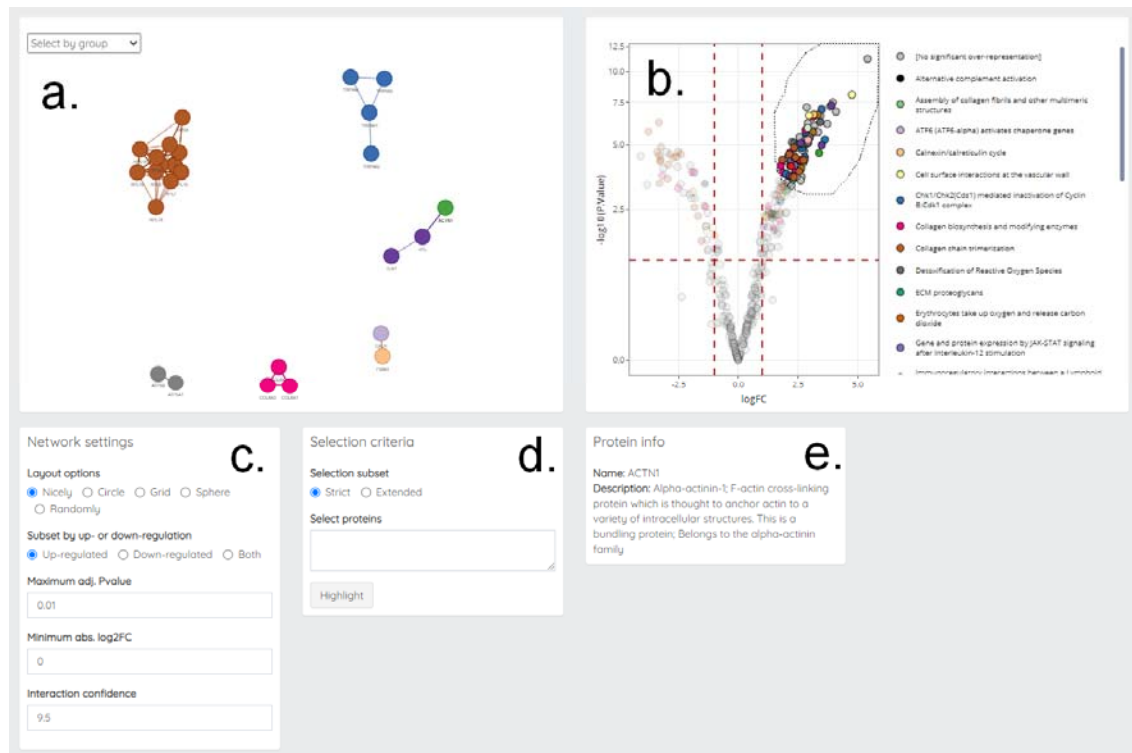 Select by group
a.
ACTN1
COL1A1
b.
12.5
10.0
7.5
5.0
2.5
0.0
-log10(P.Value)
-2.5
0.0
2.5
5.0
logFC
[No significant over-representation]
Alternative complement activation
Assembly of collagen fibrils and other multimeric
structures
ATF6 (ATF6-alpha) activates chaperone genes
Calnexin/calreticulin cycle
Cell surface interactions at the vascular wall
Chk1/Chk2(Cds1) mediated inactivation of Cyclin
B:Cdk1 complex
Collagen biosynthesis and modifying enzymes
Collagen chain trimerization
Detoxification of Reactive Oxygen Species
ECM proteoglycans
Erythrocytes take up oxygen and release carbon
dioxide
Gene and protein expression by JAK-STAT signaling
after Interleukin-12 stimulation
Immunoregulatory interactions between a Lymphoid
Network settings
c.
Layout options
Nicely
Circle
Grid
Sphere
Randomly
Subset by up- or down-regulation
Up-regulated
Down-regulated
Both
Maximum adj. Pvalue
0.01
Minimum abs. log2FC
0
Interaction confidence
9.5
Selection criteria
d.
Selection subset
Strict
Extended
Select proteins
Highlight
Protein info
e.
Name: ACTN1
Description: Alpha-actinin-1; F-actin cross-linking
protein which is thought to anchor actin to a
variety of intracellular structures. This is a
bundling protein; Belongs to the alpha-actinin
family